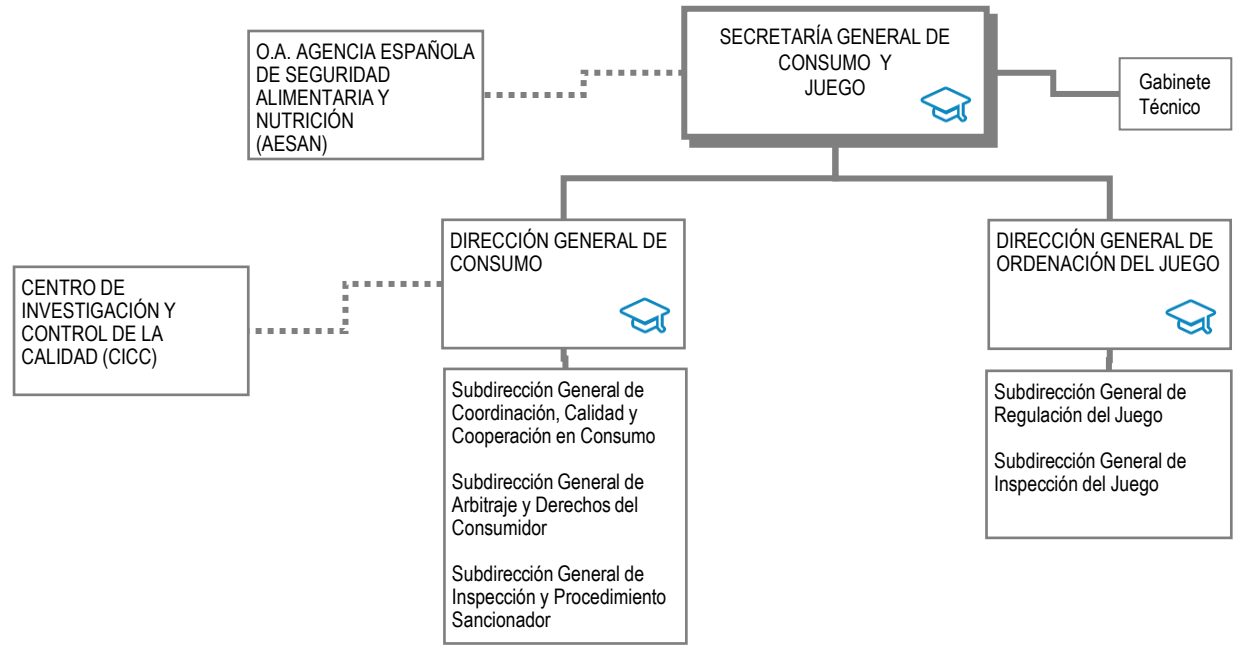 SECRETARÍA GENERAL DE
CONSUMO Y
JUEGO
O.A. AGENCIA ESPAÑOLA
DE SEGURIDAD
ALIMENTARIA Y
NUTRICIÓN
(AESAN)
Gabinete
Técnico
DIRECCIÓN GENERAL DE
CONSUMO
DIRECCIÓN GENERAL DE
ORDENACIÓN DEL JUEGO
CENTRO DE
INVESTIGACIÓN Y
CONTROL DE LA
CALIDAD (CICC)
Subdirección General de
Coordinación, Calidad y
Cooperación en Consumo
Subdirección General de
Arbitraje y Derechos del
Consumidor
Subdirección General de
Inspección y Procedimiento
Sancionador
Subdirección General de
Regulación del Juego
Subdirección General de
Inspección del Juego